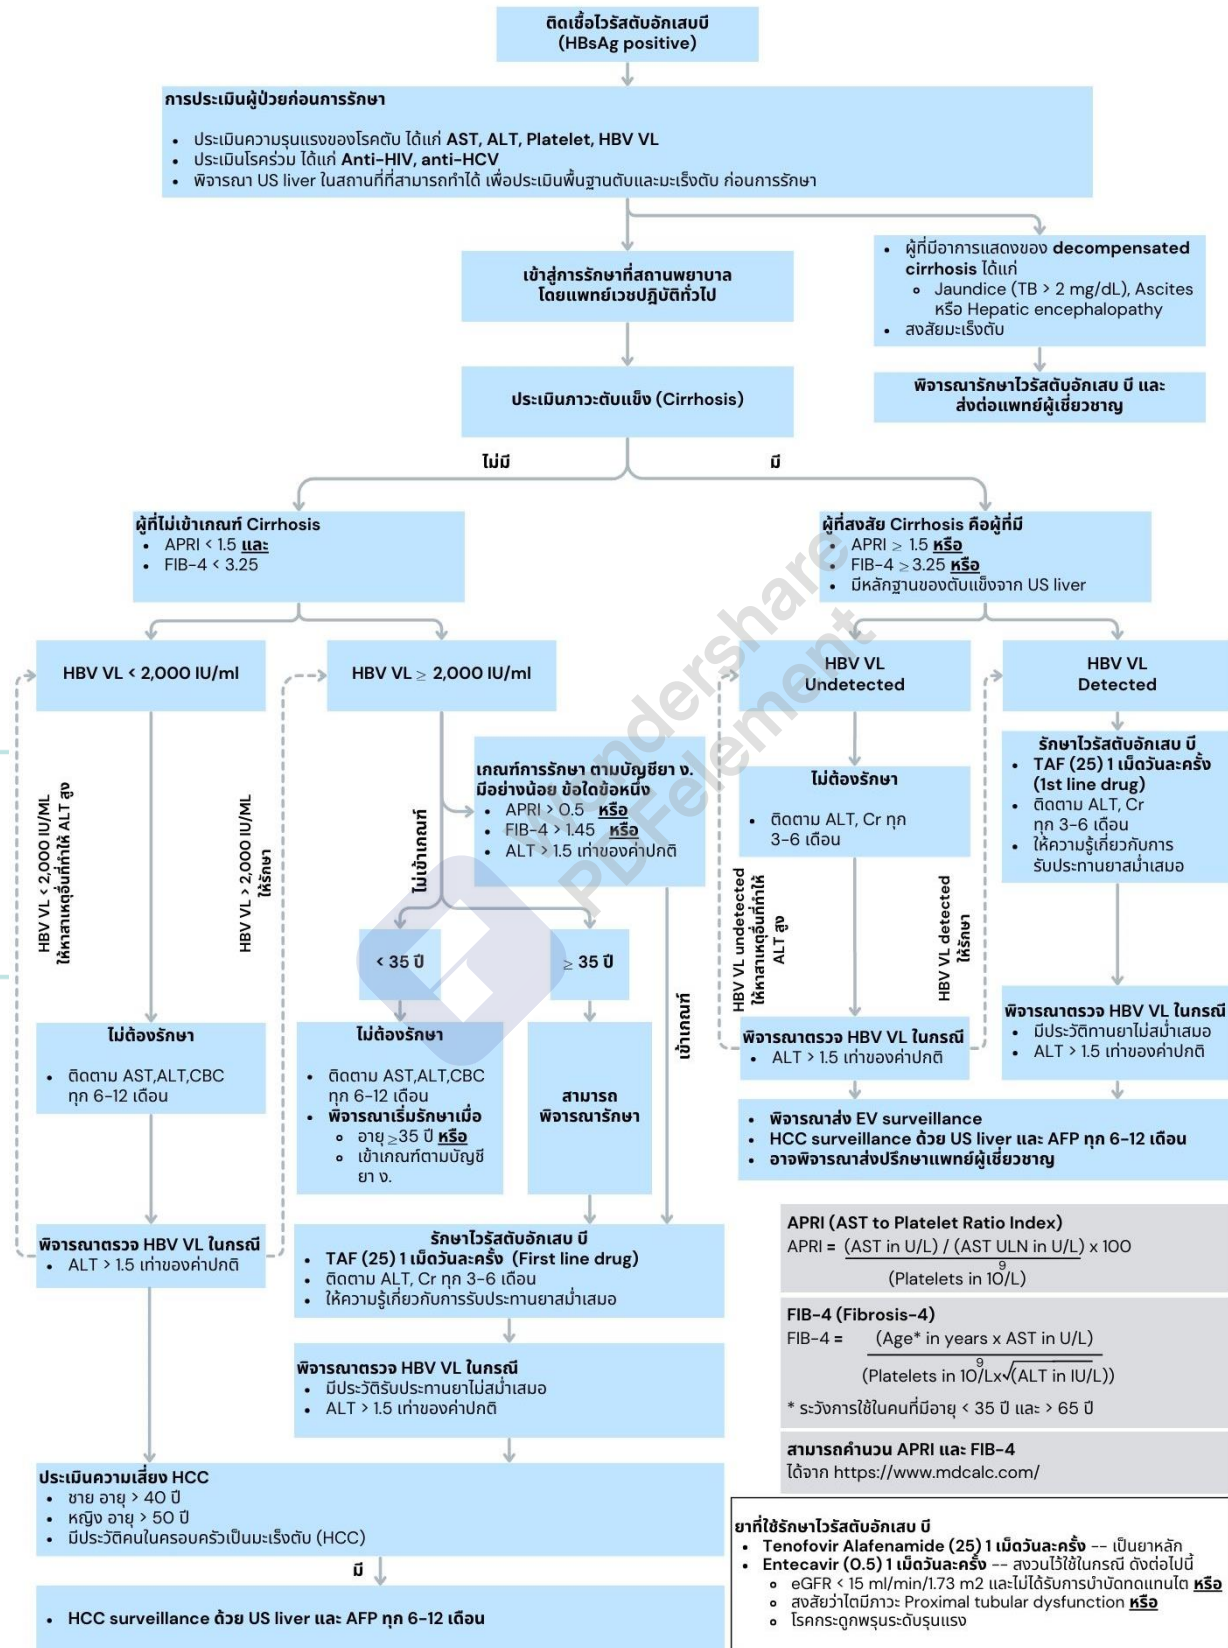 ติดเชื้อไวรัสตับอักเสบบี
(HBsAg positive)
การประเมินผู้ป่วยก่อนการรักษา
• ประเมินความรุนแรงของโรคตับ ได้แก่ AST, ALT, Platelet, HBV VL
• ประเมินโรคร่วม ได้แก่ Anti-HIV, anti-HCV
• พิจารณา US liver ในสถานที่ที่สามารถทำได้ เพื่อประเมินพื้นฐานตับและมะเร็งตับ ก่อนการรักษา
เข้าสู่การรักษาที่สถานพยาบาล
โดยแพทย์เวชปฎิบัติทั่วไป
• ผู้ที่มีอาการแสดงของ decompensated
cirrhosis ได้แก่
Jaundice (TB > 2 mg/dL), Ascites
หรือ Hepatic encephalopathy
• สงสัยมะเร็งตับ
พิจารณารักษาไวรัสตับอักเสบ บี และ
ส่งต่อแพทย์ผู้เชี่ยวชาญ
ประเมินภาวะตับแข็ง (Cirrhosis)
ไม่มี
มี
ผู้ที่ไม่เข้าเกณฑ์ Cirrhosis
• APRI < 1.5 และ
• FIB-4 < 3.25
ผู้ที่สงสัย Cirrhosis คือผู้ที่มี
• APRI ≥ 1.5 หรือ
• FIB-4 ≥ 3.25 หรือ
• มีหลักฐานของตับแข็งจาก US liver
HBV VL < 2,000 IU/ml
HBV VL ≥ 2,000 IU/ml
HBV VL
Undetected
HBV VL
Detected
HBV VL < 2,000 IU/ML
ให้หาสาเหตุอื่นที่ทำให้ ALT สูง
HBV VL > 2,000 IU/ML
ให้รักษา
ไม่เข้าเกณฑ์
เกณฑ์การรักษา ตามบัญชียา ง.
มีอย่างน้อย ข้อใดข้อหนึ่ง
• APRI > 0.5 หรือ
• FIB-4 > 1.45 หรือ
• ALT > 1.5 เท่าของค่าปกติ
เข้าเกณฑ์
< 35 ปี
≥ 35 ปี
ไม่ต้องรักษา
• ติดตาม AST,ALT,CBC
ทุก 6-12 เดือน
ไม่ต้องรักษา
• ติดตาม AST,ALT,CBC
ทุก 6-12 เดือน
• พิจารณาเริ่มรักษาเมื่อ
อายุ ≥35 ปี หรือ
เข้าเกณฑ์ตามบัญชี
ยา ง.
สามารถ
พิจารณารักษา
ไม่ต้องรักษา
• ติดตาม ALT, Cr ทุก
3-6 เดือน
รักษาไวรัสตับอักเสบ บี
• TAF (25) 1 เม็ดวันละครั้ง
(1st line drug)
• ติดตาม ALT, Cr
ทุก 3-6 เดือน
• ให้ความรู้เกี่ยวกับการ
รับประทานยาสม่ำเสมอ
HBV VL undetected
ให้หาสาเหตุอื่นที่ทำให้
ALT สูง
HBV VL detected
ให้รักษา
พิจารณาตรวจ HBV VL ในกรณี
• ALT > 1.5 เท่าของค่าปกติ
พิจารณาตรวจ HBV VL ในกรณี
• มีประวัติทานยาไม่สม่ำเสมอ
• ALT > 1.5 เท่าของค่าปกติ
• พิจารณาส่ง EV surveillance
• HCC surveillance ด้วย US liver และ AFP ทุก 6-12 เดือน
• อาจพิจารณาส่งปรึกษาแพทย์ผู้เชี่ยวชาญ
พิจารณาตรวจ HBV VL ในกรณี
• ALT > 1.5 เท่าของค่าปกติ
รักษาไวรัสตับอักเสบ บี
• TAF (25) 1 เม็ดวันละครั้ง (First line drug)
• ติดตาม ALT, Cr ทุก 3-6 เดือน
• ให้ความรู้เกี่ยวกับการรับประทานยาสม่ำเสมอ
พิจารณาตรวจ HBV VL ในกรณี
• มีประวัติรับประทานยาไม่สม่ำเสมอ
• ALT > 1.5 เท่าของค่าปกติ
ประเมินความเสี่ยง HCC
• ชาย อายุ > 40 ปี
• หญิง อายุ > 50 ปี
• มีประวัติคนในครอบครัวเป็นมะเร็งตับ (HCC)
มี
• HCC surveillance ด้วย US liver และ AFP ทุก 6-12 เดือน
APRI (AST to Platelet Ratio Index)
APRI = (AST in U/L) / (AST ULN in U/L) x 100
(Platelets in 10⁹/L)
FIB-4 (Fibrosis-4)
FIB-4 = (Age* in years x AST in U/L)
(Platelets in 10⁹/Lx√(ALT in IU/L))
* ระวังการใช้ในคนที่มีอายุ < 35 ปี และ > 65 ปี
สามารถคำนวน APRI และ FIB-4
ได้จาก https://www.mdcalc.com/
ยาที่ใช้รักษาไวรัสตับอักเสบ บี
• Tenofovir Alafenamide (25) 1 เม็ดวันละครั้ง -- เป็นยาหลัก
• Entecavir (0.5) 1 เม็ดวันละครั้ง -- สงวนไว้ใช้ในกรณี ดังต่อไปนี้
eGFR < 15 ml/min/1.73 m2 และไม่ได้รับการบำบัดทดแทนไต หรือ
สงสัยว่าไตมีภาวะ Proximal tubular dysfunction หรือ
โรคกระดูกพรุนระดับรุนแรง
Wondershare
PDFelement